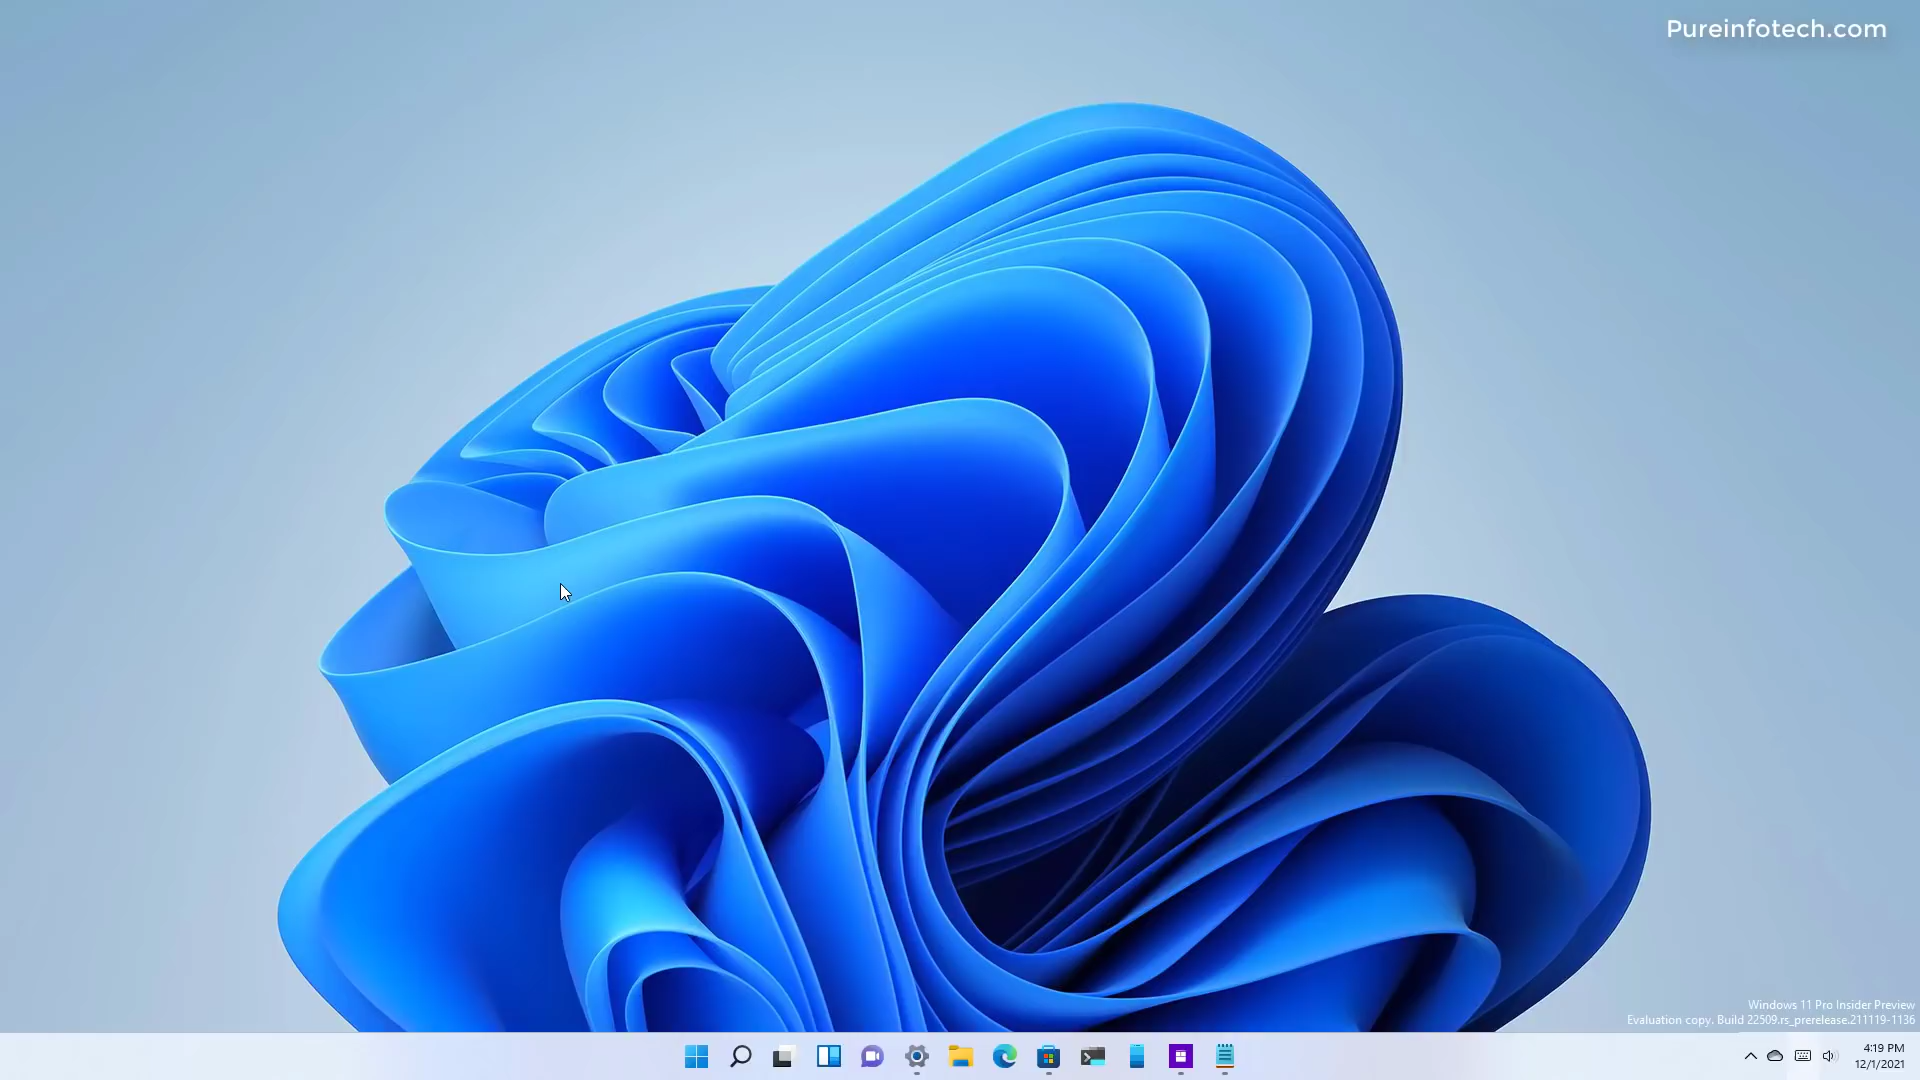 Pureinfotech.com
Windows 11 Pro Insider Preview
Evaluation copy. Build 22509.rs_prerelease.211119-1136
4:19 PM
12/1/2021